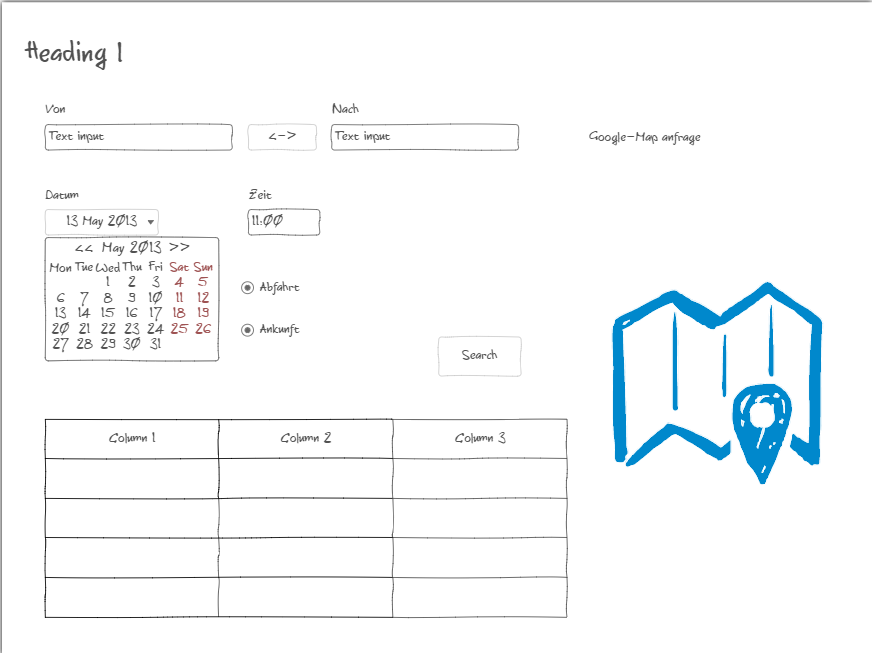 Heading 1
Von
Nach
Text input
<->
Text input
Google-Map anfrage
Datum
Zeit
13 May 2013
11:00
<< May 2013 >>
Mon Tue Wed Thu Fri Sat Sun
1 2 3 4 5
6 7 8 9 10 11 12
13 14 15 16 17 18 19
20 21 22 23 24 25 26
27 28 29 30 31
Abfahrt
Ankunft
Search
Column 1
Column 2
Column 3